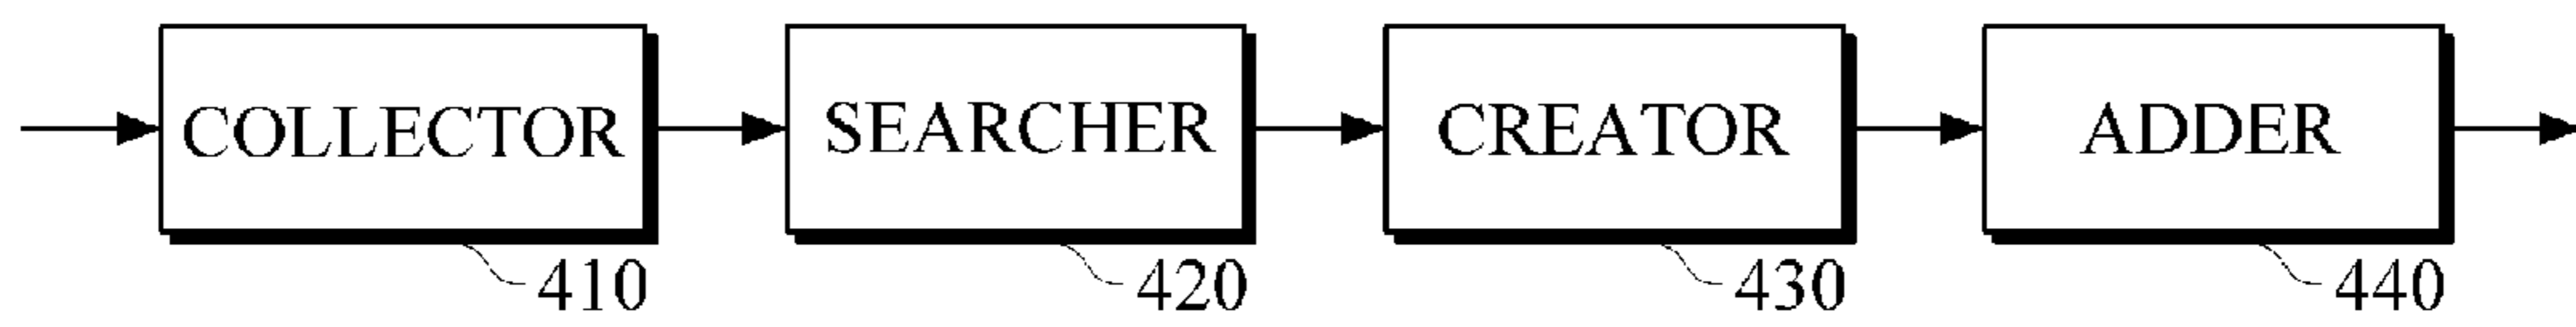 COLLECTOR SEARCHER CREATOR ADDER
410 420 430 440